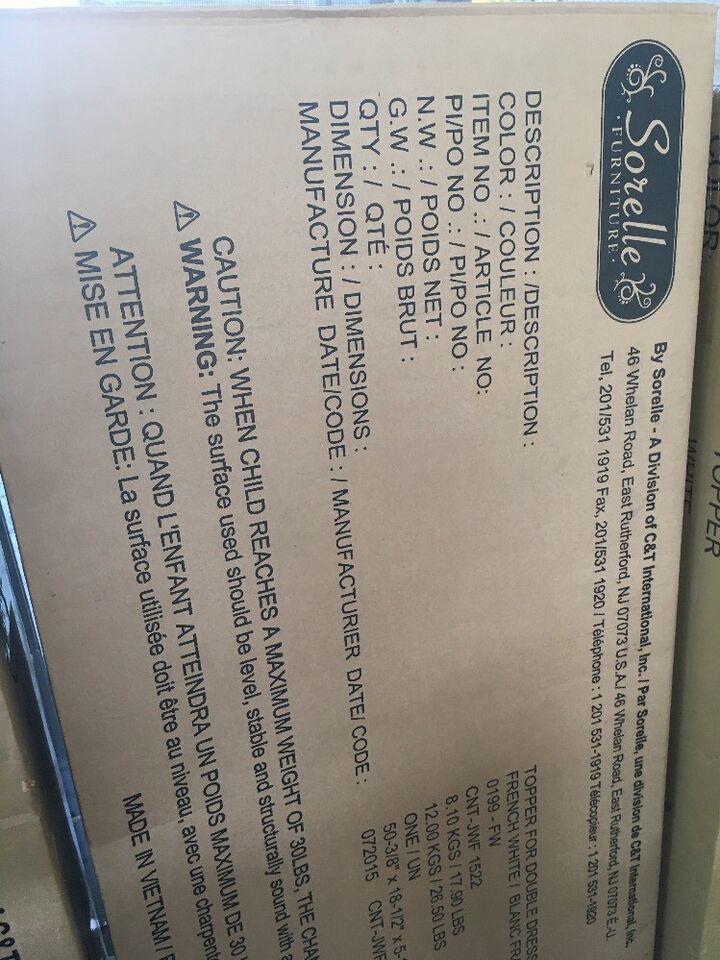 Sorelle
· FURNITURE ·
By Sorelle - A Division of C&T International, Inc. / Par Sorelle, une division de C&T International, Inc.
46 Whelan Road, East Rutherford, NJ 07073 U.S.A./ 46 Whelan Road, East Rutherford, NJ 07073 É.-U.
Tel, 201/531 1919 Fax, 201/531 1920 / Téléphone : 1 201 531-1919 Télécopieur : 1 201 531-1920
DESCRIPTION : /DESCRIPTION : TOPPER FOR DOUBLE DRESS
COLOR : / COULEUR : FRENCH WHITE / BLANC FR
ITEM NO .: / ARTICLE NO: 0199 - FW
PI/PO NO .: / PI/PO NO : CNT-JWF 1522
N.W .: / POIDS NET : 8.10 KGS / 17.90 LBS
G.W .: / POIDS BRUT : 12.00 KGS / 26.50 LBS
QTY : / QTÉ : ONE / UN
DIMENSION : / DIMENSIONS : 50-3/8" X 18-1/2" X 5-
MANUFACTURE DATE/CODE : / MANUFACTURIER DATE/ CODE : 072015 CNT-JWF
CAUTION: WHEN CHILD REACHES A MAXIMUM WEIGHT OF 30LBS, THE CHAN
⚠ WARNING: The surface used should be level, stable and structurally sound with a
ATTENTION : QUAND L'ENFANT ATTEINDRA UN POIDS MAXIMUM DE 30
⚠ MISE EN GARDE: La surface utilisée doit être au niveau, avec une charpent
MADE IN VIETNAM / F
TOPPER
WHITE